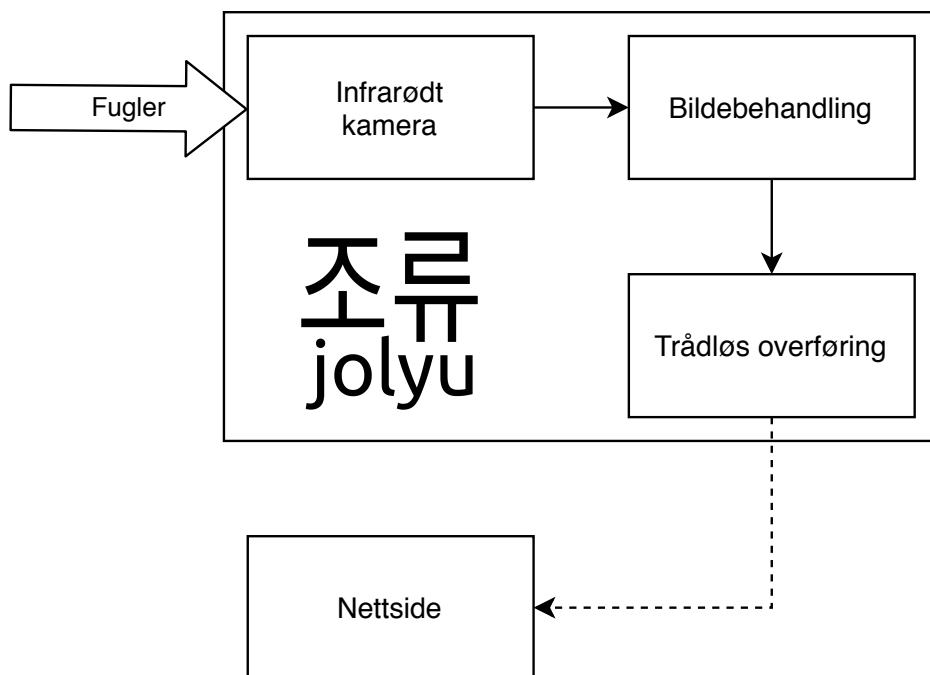 Fugler
Infrarødt
kamera
Bildebehandling
조류
jolyu
Trådløs overføring
Nettside